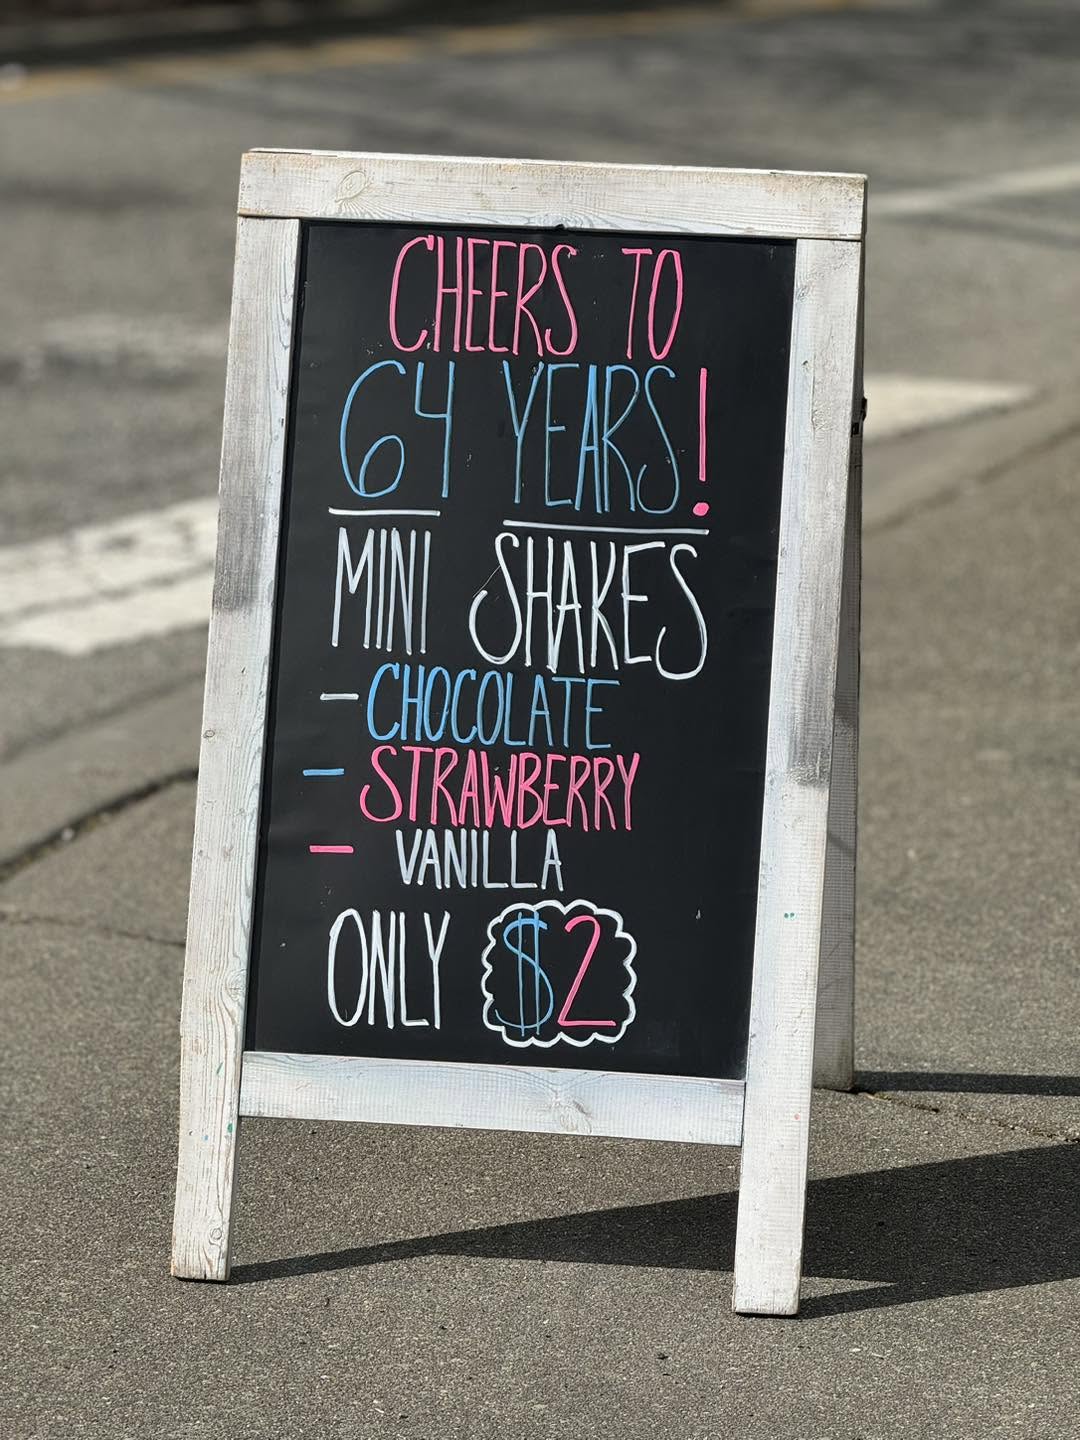 CHEERS TO
64 YEARS!
MINI SHAKES
- CHOCOLATE
- STRAWBERRY
- VANILLA
ONLY $2